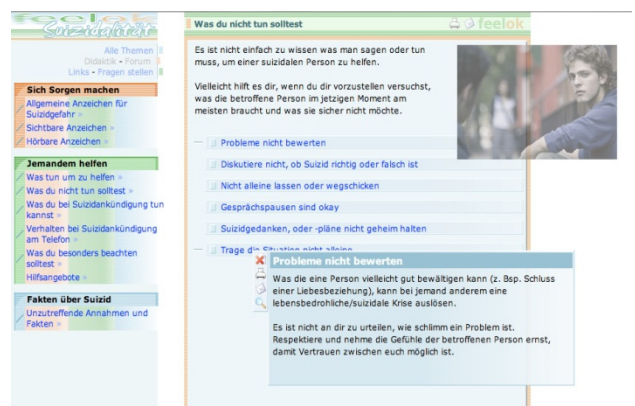 feelok
Suizidalität
Alle Themen
Didaktik - Forum
Links - Fragen stellen
Sich Sorgen machen
Allgemeine Anzeichen für
Suizidgefahr »
Sichtbare Anzeichen »
Hörbare Anzeichen »
Jemandem helfen
Was tun um zu helfen »
Was du nicht tun solltest »
Was du bei Suizidankündigung tun
kannst »
Verhalten bei Suizidankündigung
am Telefon »
Was du besonders beachten
solltest »
Hilfsangebote »
Fakten über Suizid
Unzutreffende Annahmen und
Fakten »
Was du nicht tun solltest
feelok
Es ist nicht einfach zu wissen was man sagen oder tun
muss, um einer suizidalen Person zu helfen.
Vielleicht hilft es dir, wenn du dir vorzustellen versuchst,
was die betroffene Person im jetzigen Moment am
meisten braucht und was sie sicher nicht möchte.
Probleme nicht bewerten
Diskutiere nicht, ob Suizid richtig oder falsch ist
Nicht alleine lassen oder wegschicken
Gesprächspausen sind okay
Suizidgedanken, oder -pläne nicht geheim halten
Trage die Situation nicht alleine
Probleme nicht bewerten
Was die eine Person vielleicht gut bewältigen kann (z. Bsp. Schluss
einer Liebesbeziehung), kann bei jemand anderem eine
lebensbedrohliche/suizidale Krise auslösen.
Es ist nicht an dir zu urteilen, wie schlimm ein Problem ist.
Respektiere und nehme die Gefühle der betroffenen Person ernst,
damit Vertrauen zwischen euch möglich ist.